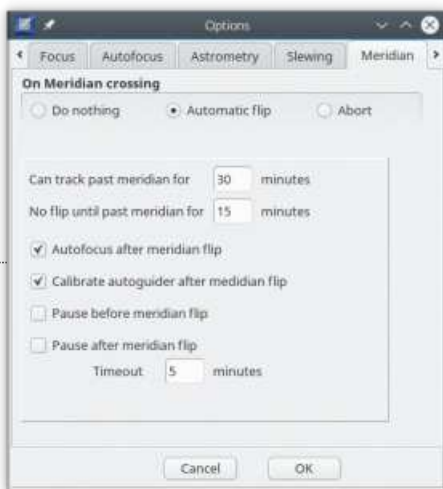 Options
Focus Autofocus Astrometry Slewing Meridian
On Meridian crossing
Do nothing Automatic flip Abort
Can track past meridian for 30 minutes
No flip until past meridian for 15 minutes
Autofocus after meridian flip
Calibrate autoguider after medidian flip
Pause before meridian flip
Pause after meridian flip
Timeout 5 minutes
Cancel OK